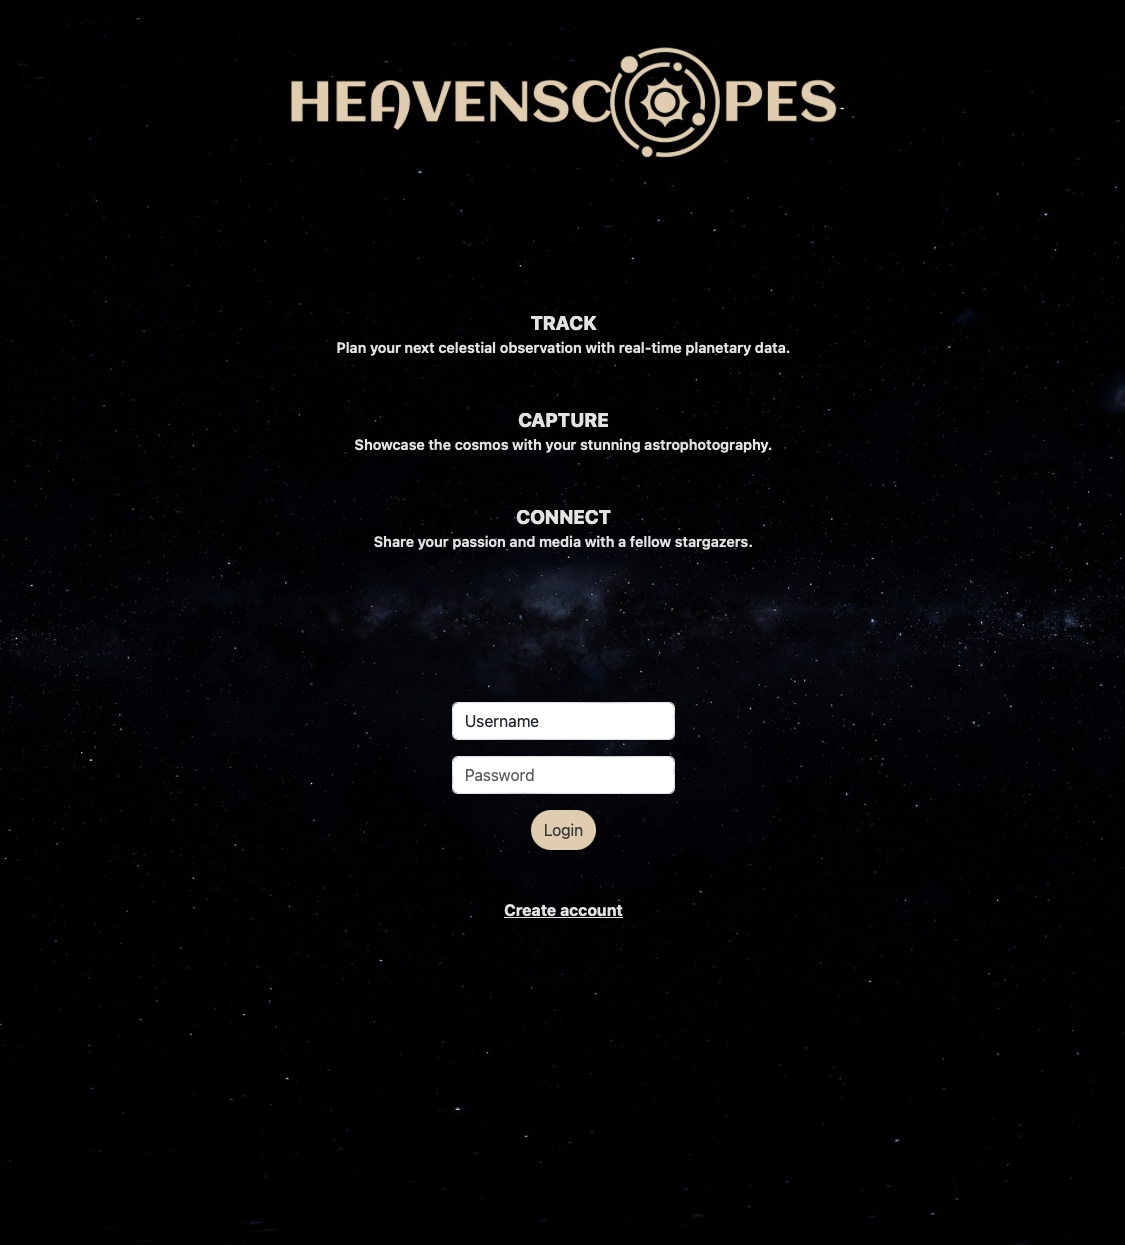 HEAVENSCOPES
TRACK
Plan your next celestial observation with real-time planetary data.
CAPTURE
Showcase the cosmos with your stunning astrophotography.
CONNECT
Share your passion and media with a fellow stargazers.
Username
Password
Login
Create account